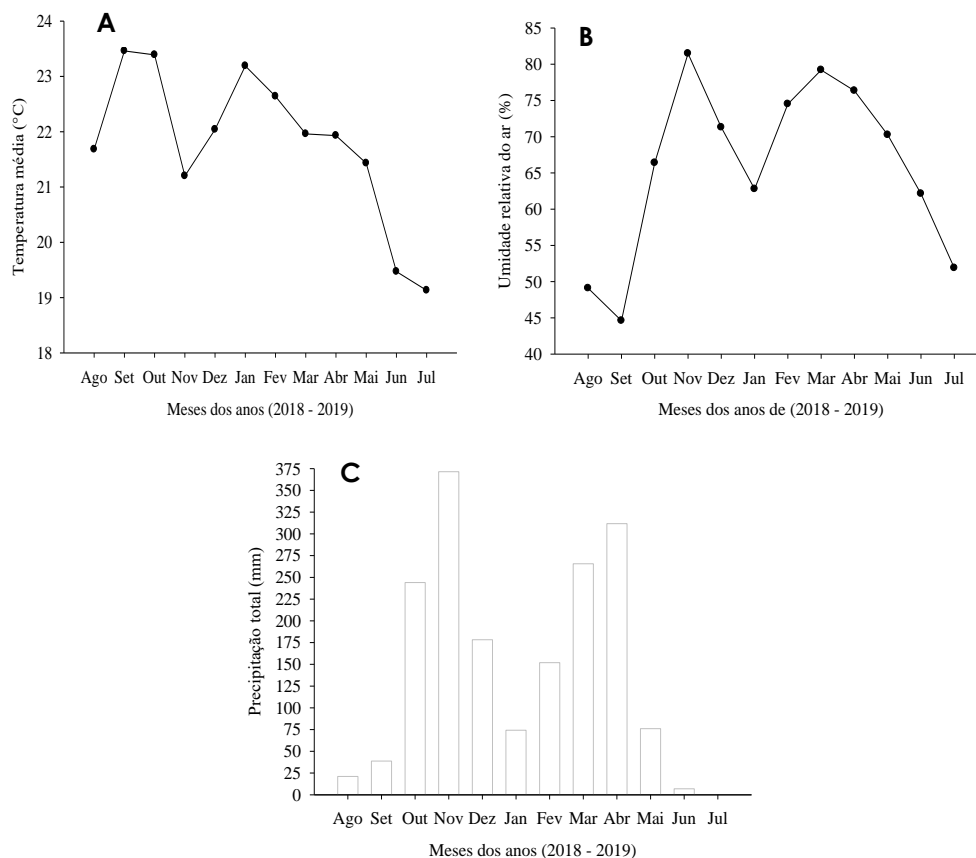 A
Temperatura média (°C)
24
23
22
21
20
19
18
Ago Set Out Nov Dez Jan Fev Mar Abr Mai Jun Jul
Meses dos anos (2018 - 2019)
B
Umidade relativa do ar (%)
85
80
75
70
65
60
55
50
45
40
Ago Set Out Nov Dez Jan Fev Mar Abr Mai Jun Jul
Meses dos anos de (2018 - 2019)
C
Precipitação total (mm)
375
350
325
300
275
250
225
200
175
150
125
100
75
50
25
0
Ago Set Out Nov Dez Jan Fev Mar Abr Mai Jun Jul
Meses dos anos (2018 - 2019)